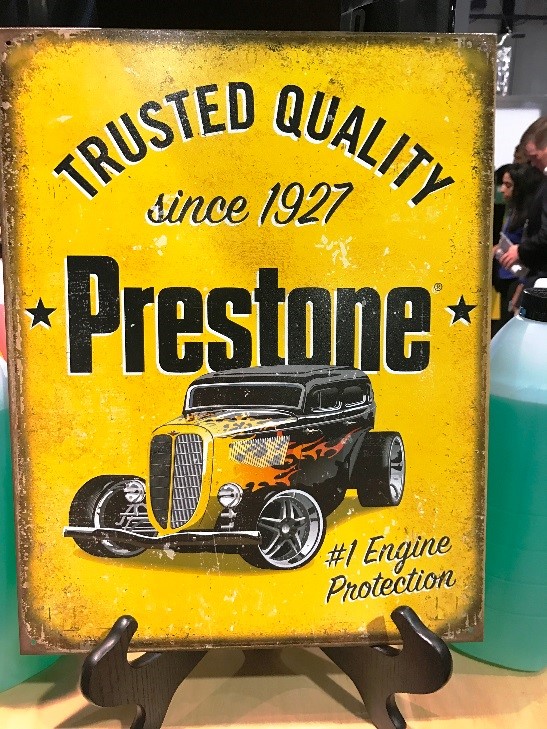 TRUSTED QUALITY
since 1927
★ Prestone® ★
#1 Engine
Protection